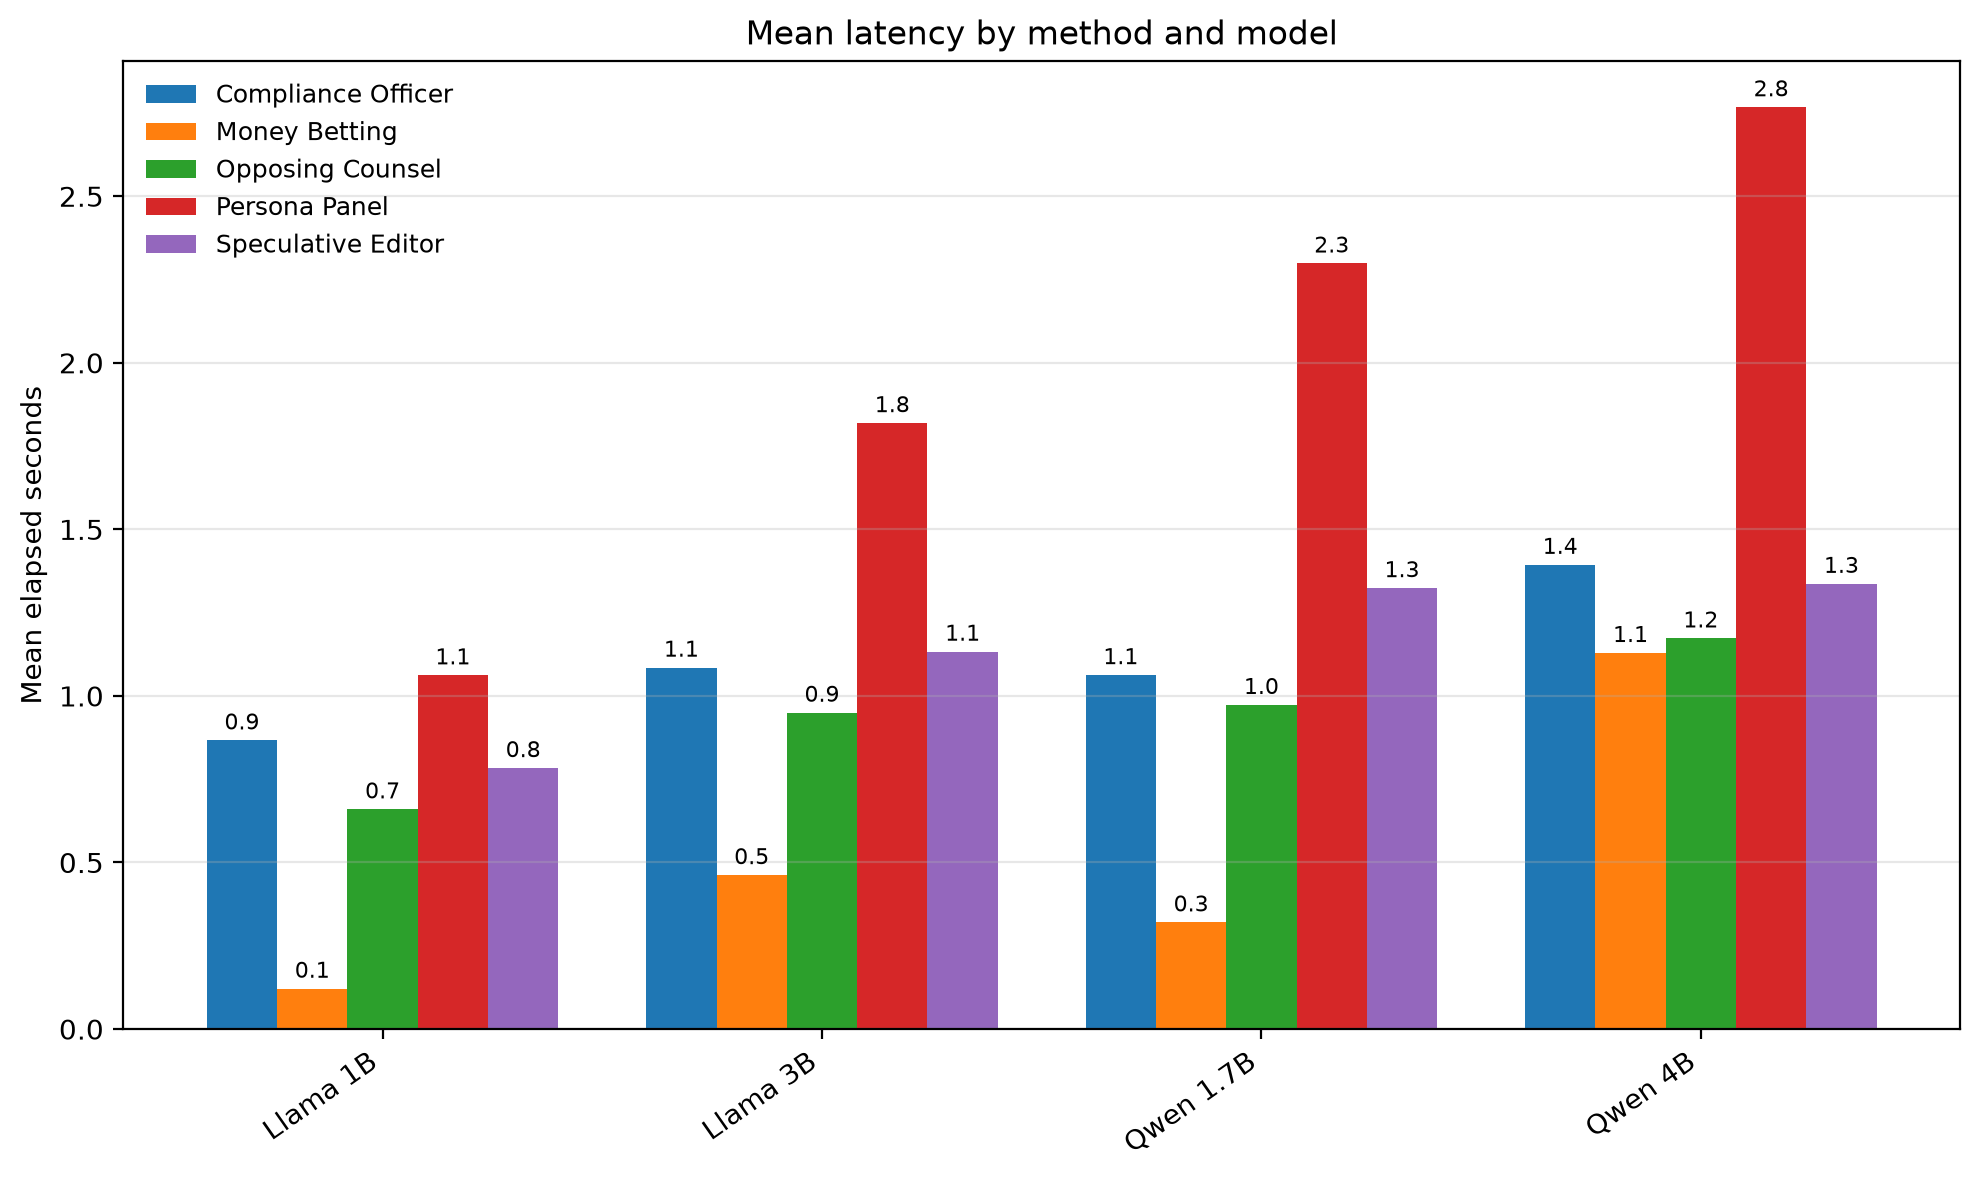 Mean latency by method and model
Compliance Officer
Money Betting
Opposing Counsel
Persona Panel
Speculative Editor
Mean elapsed seconds
2.5
2.0
1.5
1.0
0.5
0.0
0.9
0.1
0.7
1.1
0.8
1.1
0.5
0.9
1.8
1.1
1.1
0.3
1.0
2.3
1.3
1.4
1.1
1.2
2.8
1.3
Llama 1B
Llama 3B
Qwen 1.7B
Qwen 4B